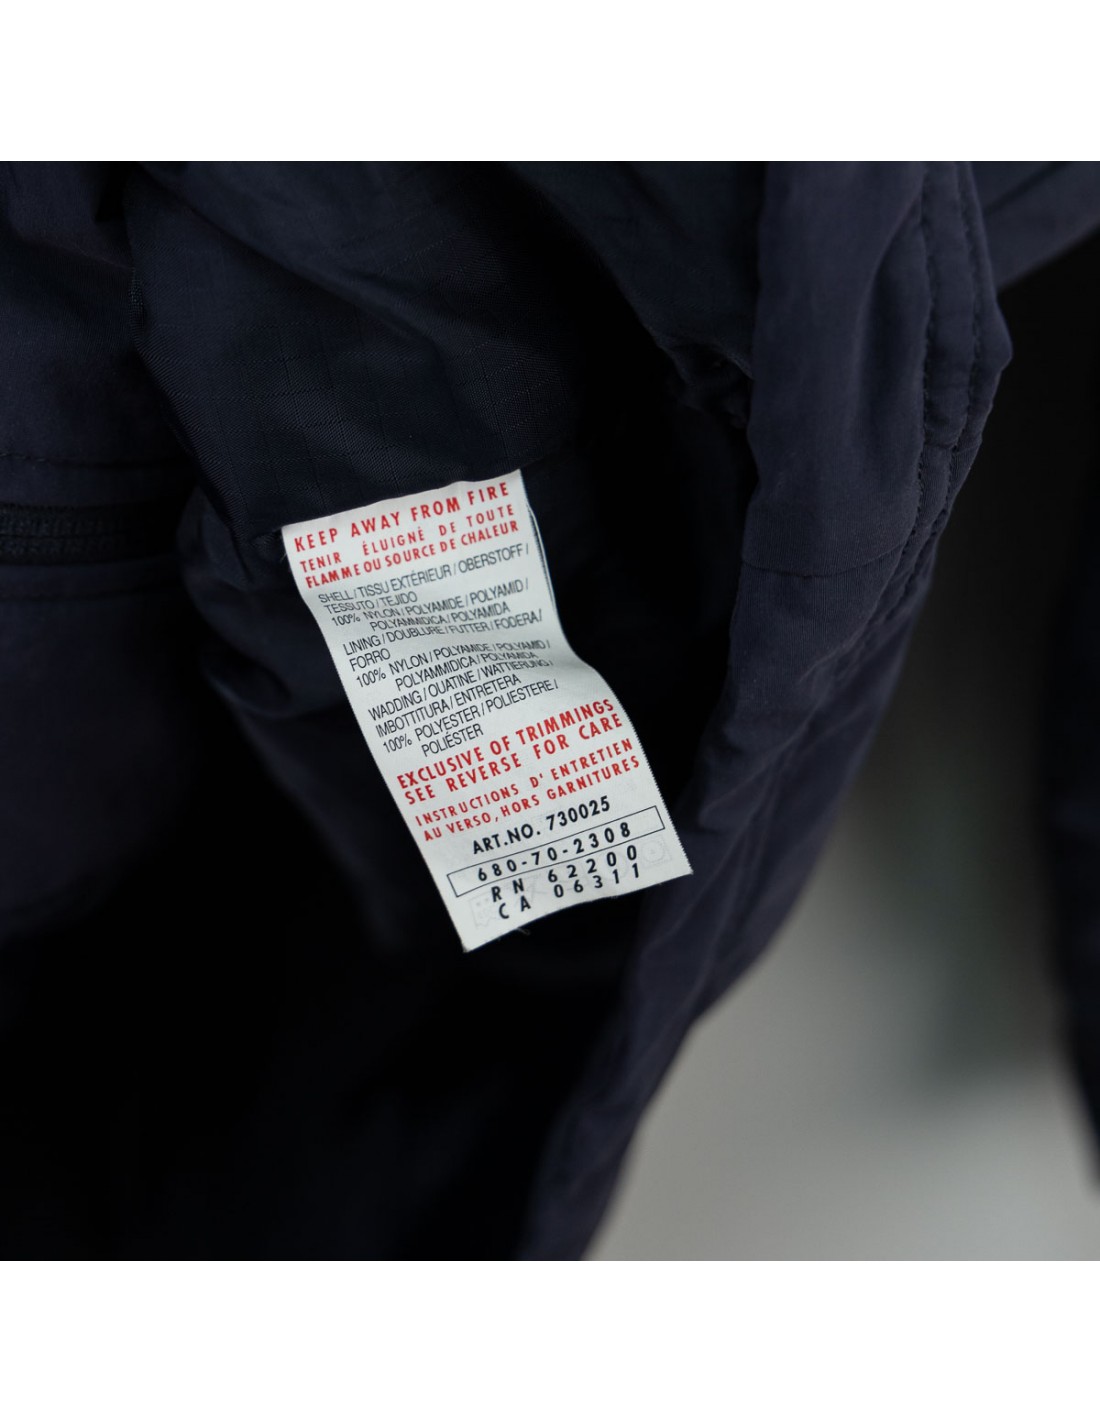 KEEP AWAY FROM FIRE
TENIR ÉLUIGNÉ DE TOUTE
FLAMME OU SOURCE DE CHALEUR
SHELL/TISSU EXTÉRIEUR/OBERSTOFF/
TESSUTO/TEJIDO
100% NYLON/POLYAMIDE/POLYAMID/
POLYAMMIDICA/POLYAMIDA
LINING/DOUBLURE/FUTTER/FODERA/
FORRO
100% NYLON/POLYAMIDE/POLYAMID/
POLYAMMIDICA/POLYAMIDA
WADDING/OUATINE/WATTIERUNG/
IMBOTTITURA/ENTRETERA
100% POLYESTER/POLIESTERE/
POLIÉSTER
EXCLUSIVE OF TRIMMINGS
SEE REVERSE FOR CARE
INSTRUCTIONS D'ENTRETIEN
AU VERSO, HORS GARNITURES
ART.NO. 730025
680-70-2308
RN 62200
CA 06311